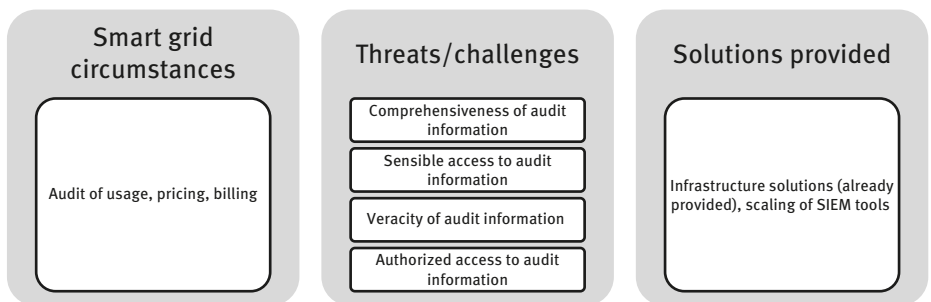 Smart grid
circumstances
Audit of usage, pricing, billing
Threats/challenges
Comprehensiveness of audit
information
Sensible access to audit
information
Veracity of audit information
Authorized access to audit
information
Solutions provided
Infrastructure solutions (already
provided), scaling of SIEM tools